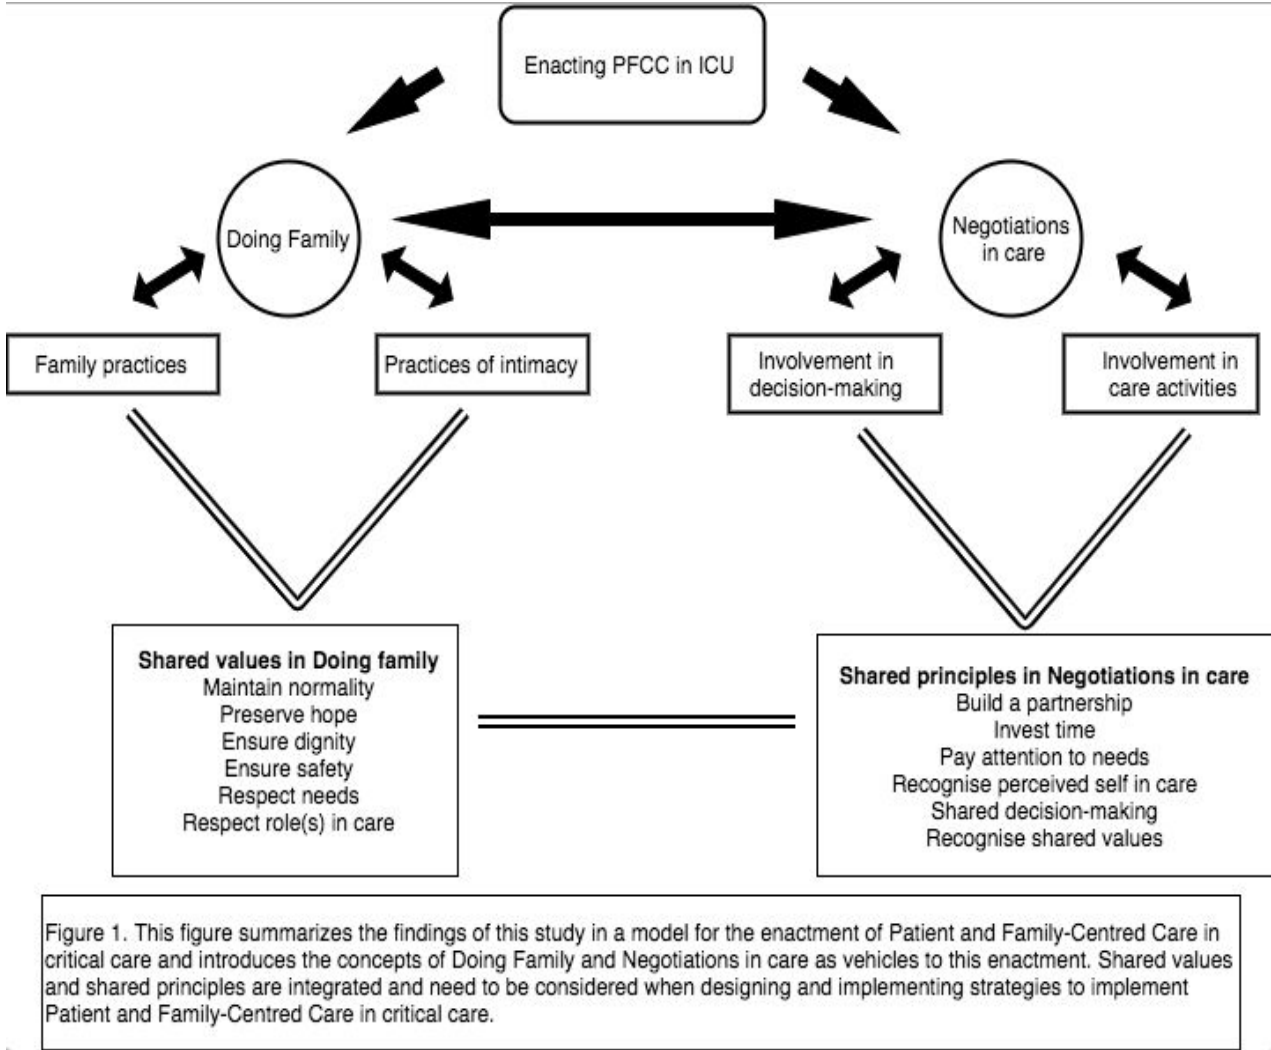 Enacting PFCC in ICU
Doing Family
Negotiations
in care
Family practices
Practices of intimacy
Involvement in
decision-making
Involvement in
care activities
Shared values in Doing family
Maintain normality
Preserve hope
Ensure dignity
Ensure safety
Respect needs
Respect role(s) in care
Shared principles in Negotiations in care
Build a partnership
Invest time
Pay attention to needs
Recognise perceived self in care
Shared decision-making
Recognise shared values
Figure 1. This figure summarizes the findings of this study in a model for the enactment of Patient and Family-Centred Care in
critical care and introduces the concepts of Doing Family and Negotiations in care as vehicles to this enactment. Shared values
and shared principles are integrated and need to be considered when designing and implementing strategies to implement
Patient and Family-Centred Care in critical care.